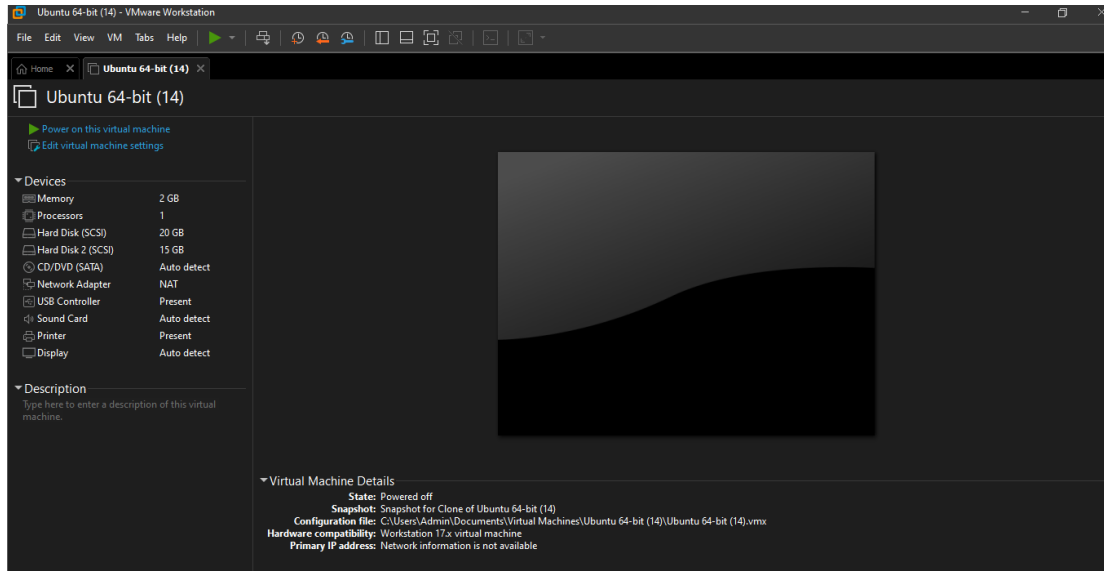 Ubuntu 64-bit (14) - VMware Workstation
File Edit View VM Tabs Help
Home Ubuntu 64-bit (14)
Ubuntu 64-bit (14)
Power on this virtual machine
Edit virtual machine settings
Devices
Memory 2 GB
Processors 1
Hard Disk (SCSI) 20 GB
Hard Disk 2 (SCSI) 15 GB
CD/DVD (SATA) Auto detect
Network Adapter NAT
USB Controller Present
Sound Card Auto detect
Printer Present
Display Auto detect
Description
Type here to enter a description of this virtual
machine.
Virtual Machine Details
State: Powered off
Snapshot: Snapshot for Clone of Ubuntu 64-bit (14)
Configuration file: C:\Users\Admin\Documents\Virtual Machines\Ubuntu 64-bit (14)\Ubuntu 64-bit (14).vmx
Hardware compatibility: Workstation 17.x virtual machine
Primary IP address: Network information is not available